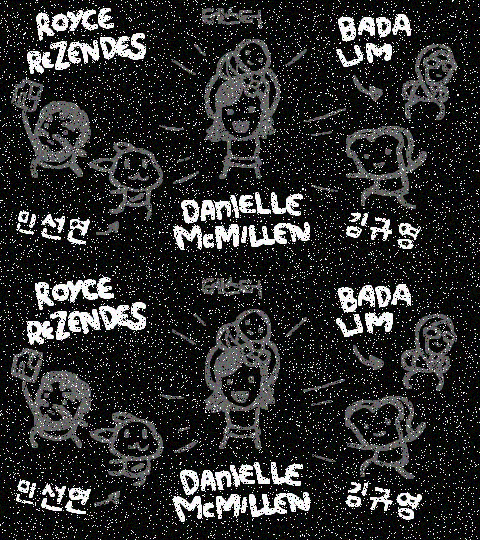 ROYCE
REZENDES
BADA
LIM
민선연
DANIELLE
McMILLEN
김규영
ROYCE
REZENDES
BADA
LIM
민선연
DANIELLE
McMILLEN
김규영